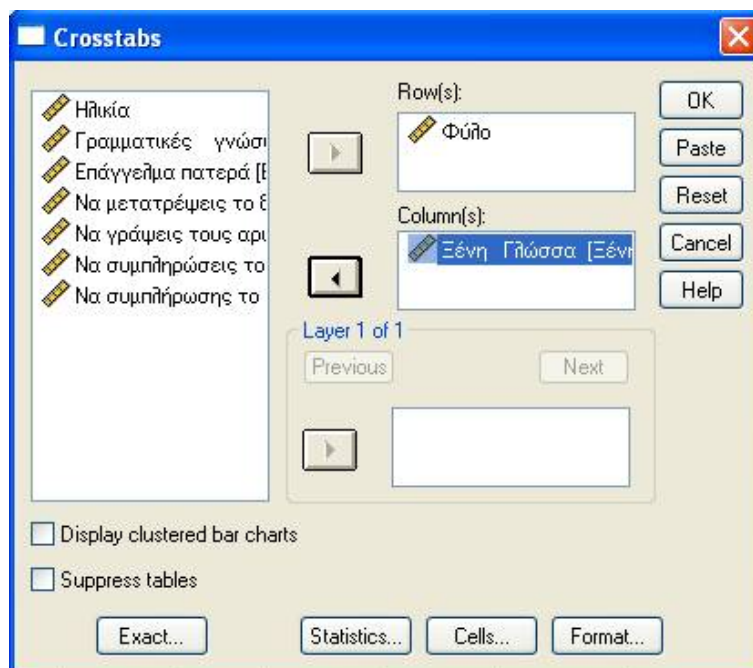 Crosstabs
Ηλικία
Γραμματικές γνώσι
Επάγγελμα πατερά [Ε
Να μετατρέψεις το δ
Να γράψεις τους αρι
Να συμπληρώσεις το
Να συμπλήρωσης το
Row(s):
Φύλο
Column(s):
Ξένη Γλώσσα [Ξένη
Layer 1 of 1
Previous
Next
OK
Paste
Reset
Cancel
Help
Display clustered bar charts
Suppress tables
Exact...
Statistics...
Cells...
Format...